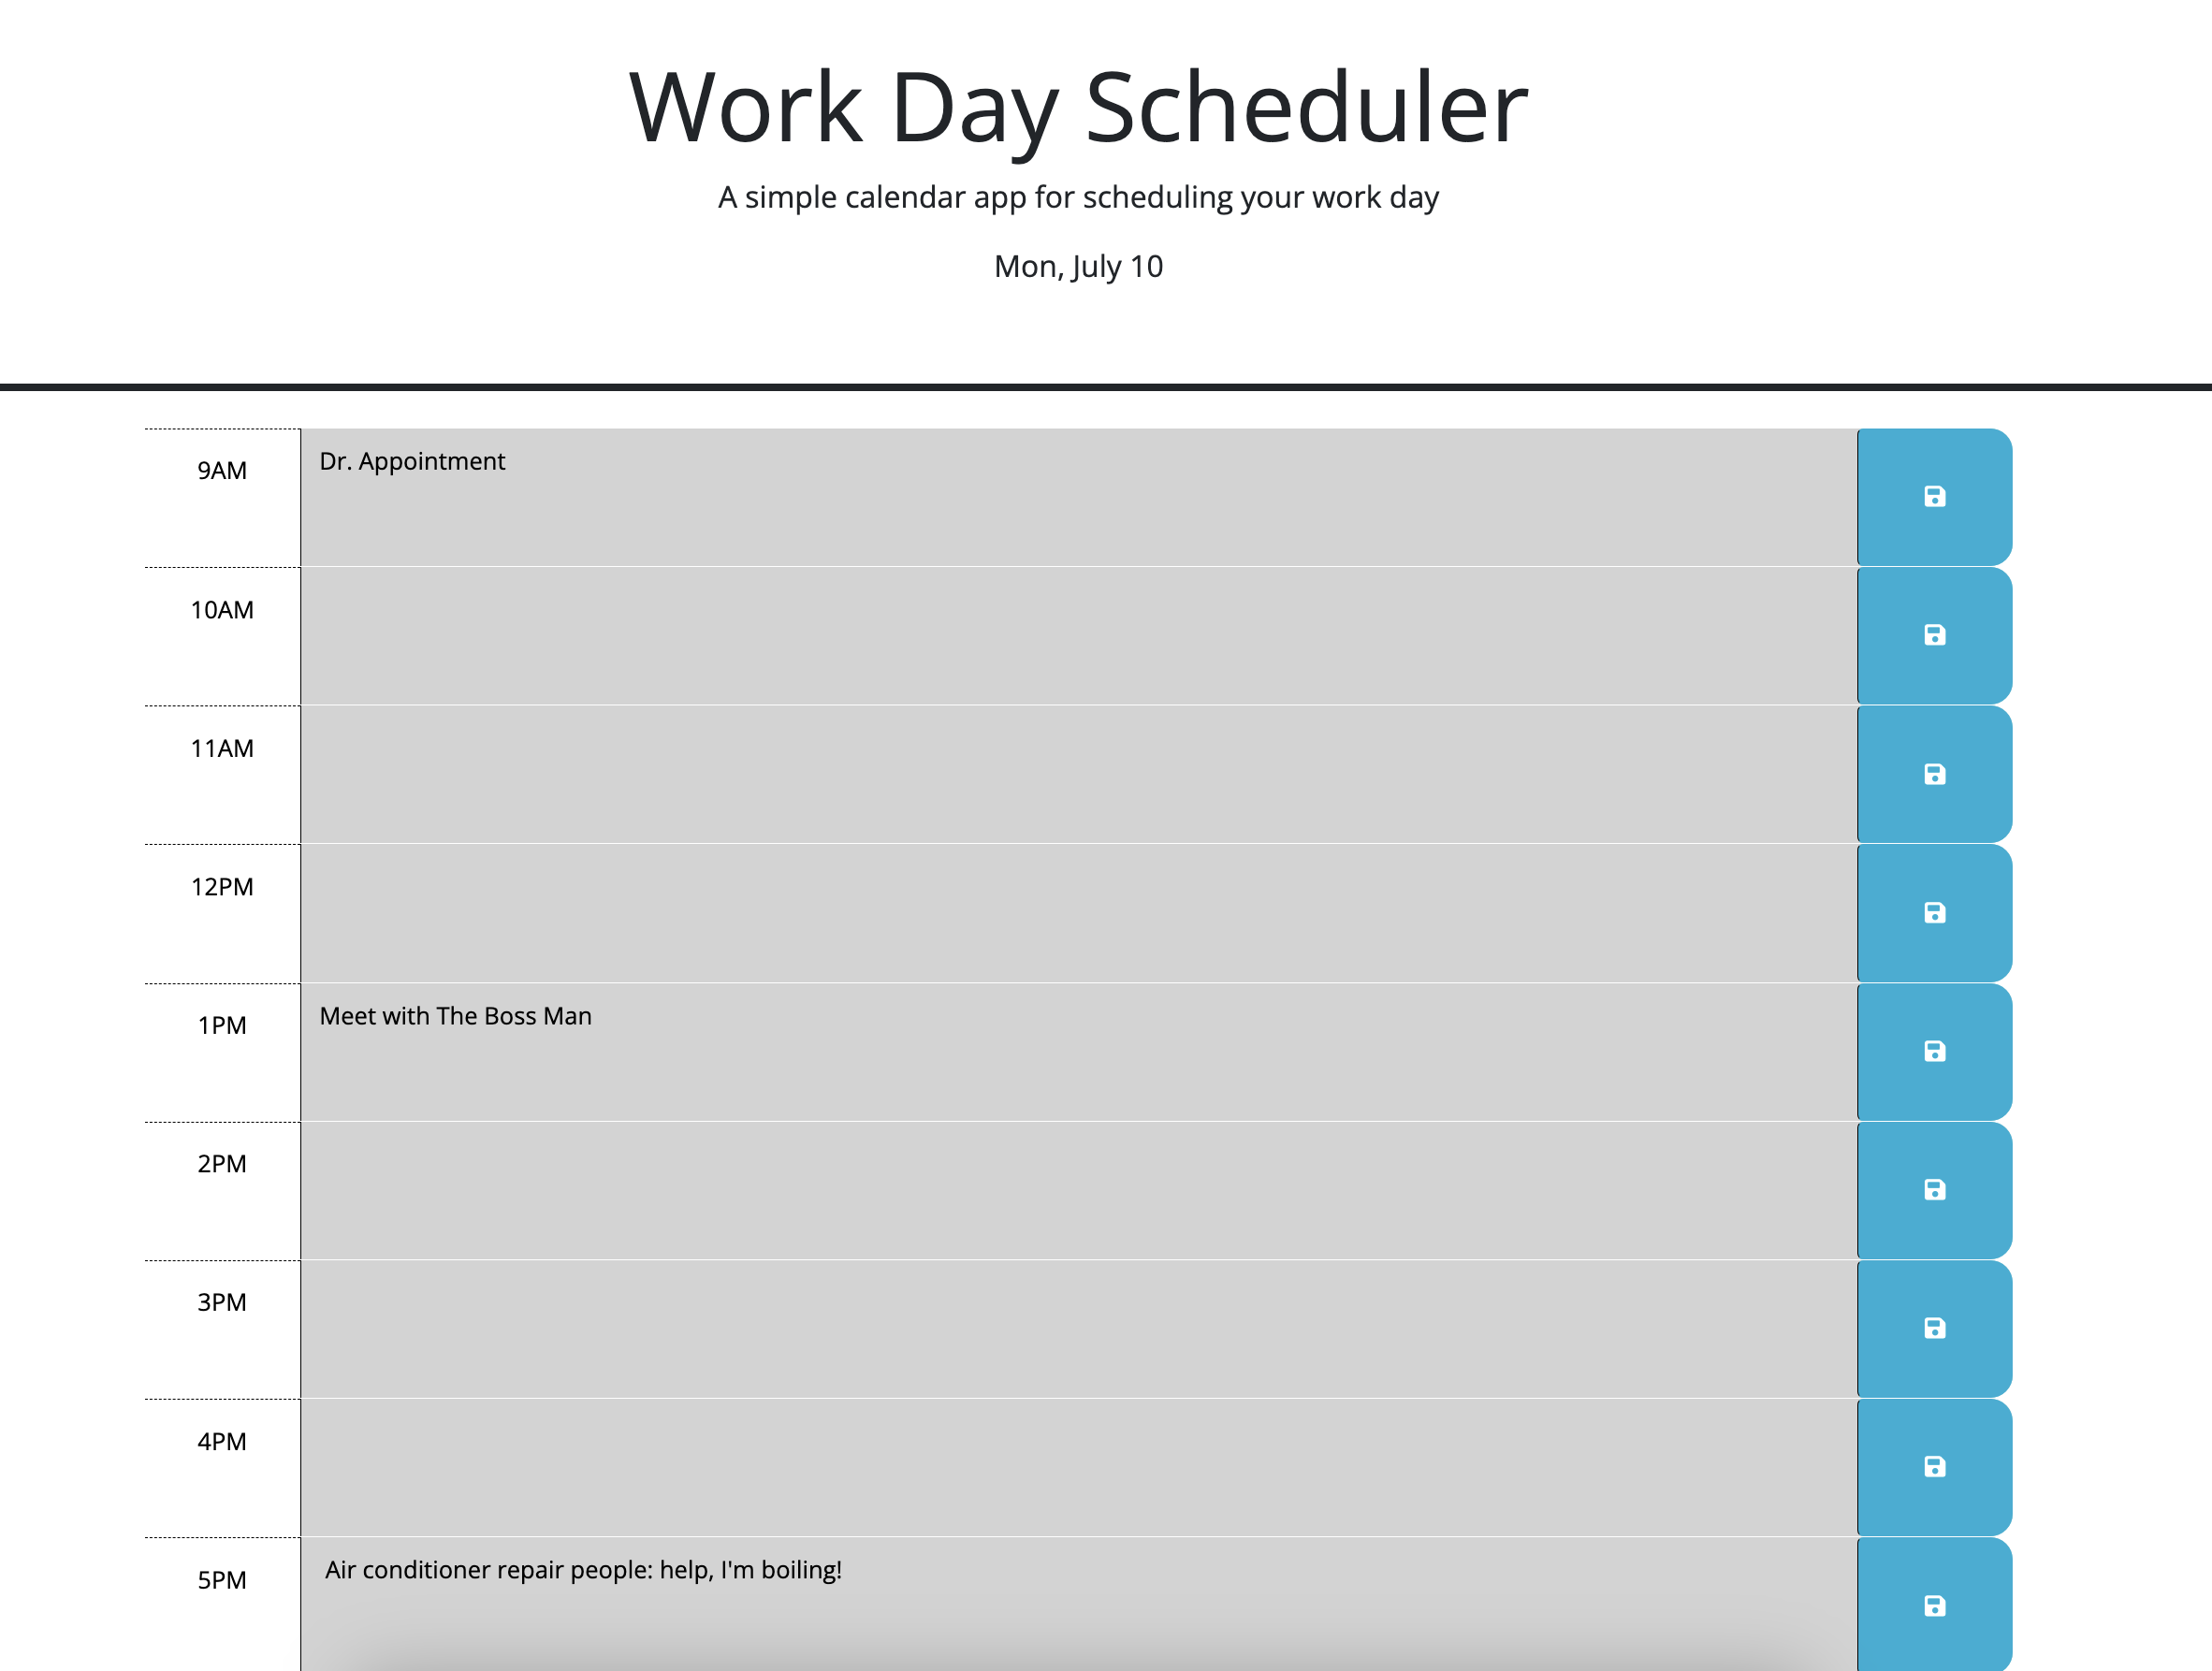 Work Day Scheduler
A simple calendar app for scheduling your work day
Mon, July 10
9AM
Dr. Appointment
10AM
11AM
12PM
1PM
Meet with The Boss Man
2PM
3PM
4PM
5PM
Air conditioner repair people: help, I'm boiling!